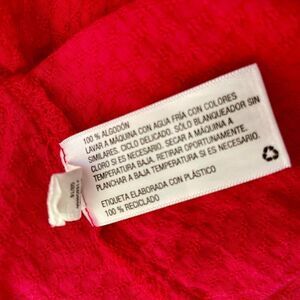 100 % ALGODÓN
LAVAR A MÁQUINA CON AGUA FRÍA CON COLORES
SIMILARES. CICLO DELICADO. SÓLO BLANQUEADOR SIN
CLORO SI ES NECESARIO. SECAR A MÁQUINA A
TEMPERATURA BAJA. RETIRAR OPORTUNAMENTE.
PLANCHAR A BAJA TEMPERATURA SI ES NECESARIO.
ETIQUETA ELABORADA CON PLÁSTICO
100 % RECICLADO